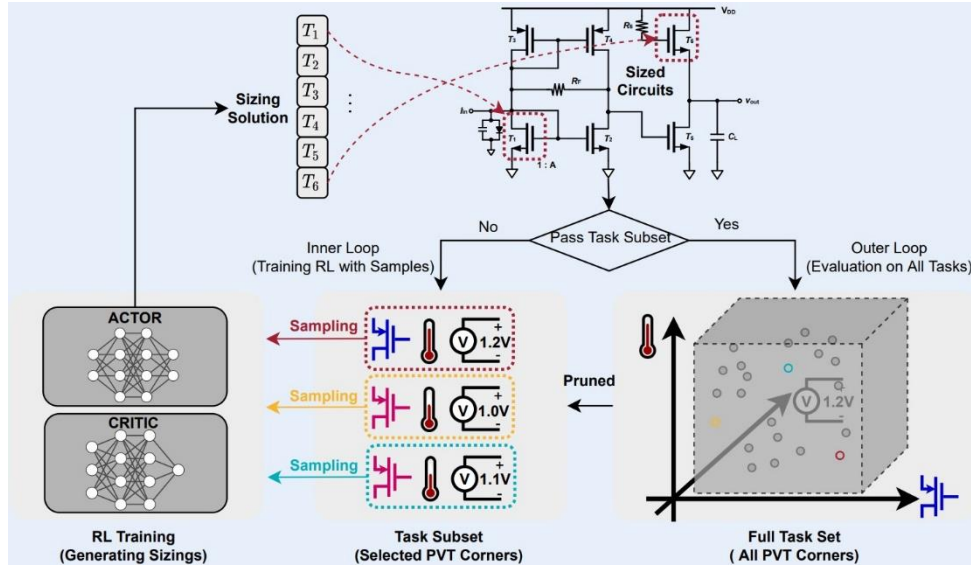 Sizing
Solution
T1
T2
T3
T4
T5
T6
⋮
VDD
T3
T4
RB
T6
Sized
Circuits
RF
Iin
Vout
T1
T2
T5
CL
1 : A
Pass Task Subset
No
Yes
Inner Loop
(Training RL with Samples)
Outer Loop
(Evaluation on All Tasks)
ACTOR
CRITIC
Sampling
Sampling
Sampling
V
+
1.2V
-
V
+
1.0V
-
V
+
1.1V
-
Pruned
V
+
1.2V
-
RL Training
(Generating Sizings)
Task Subset
(Selected PVT Corners)
Full Task Set
( All PVT Corners)